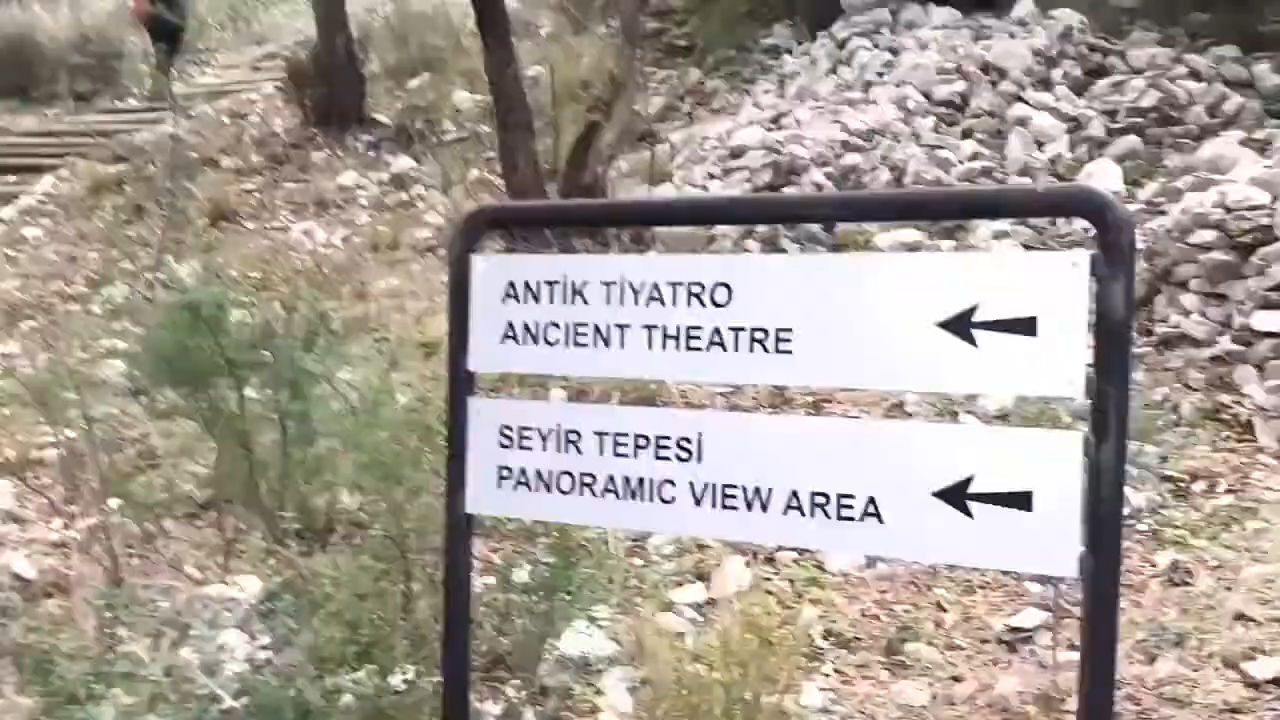 ANTİK TİYATRO
ANCIENT THEATRE
SEYİR TEPESİ
PANORAMIC VIEW AREA